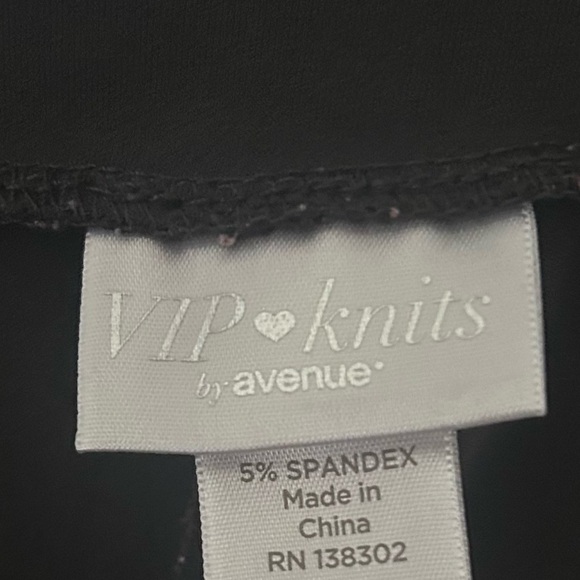 VIP knits
by avenue
5% SPANDEX
Made in
China
RN 138302